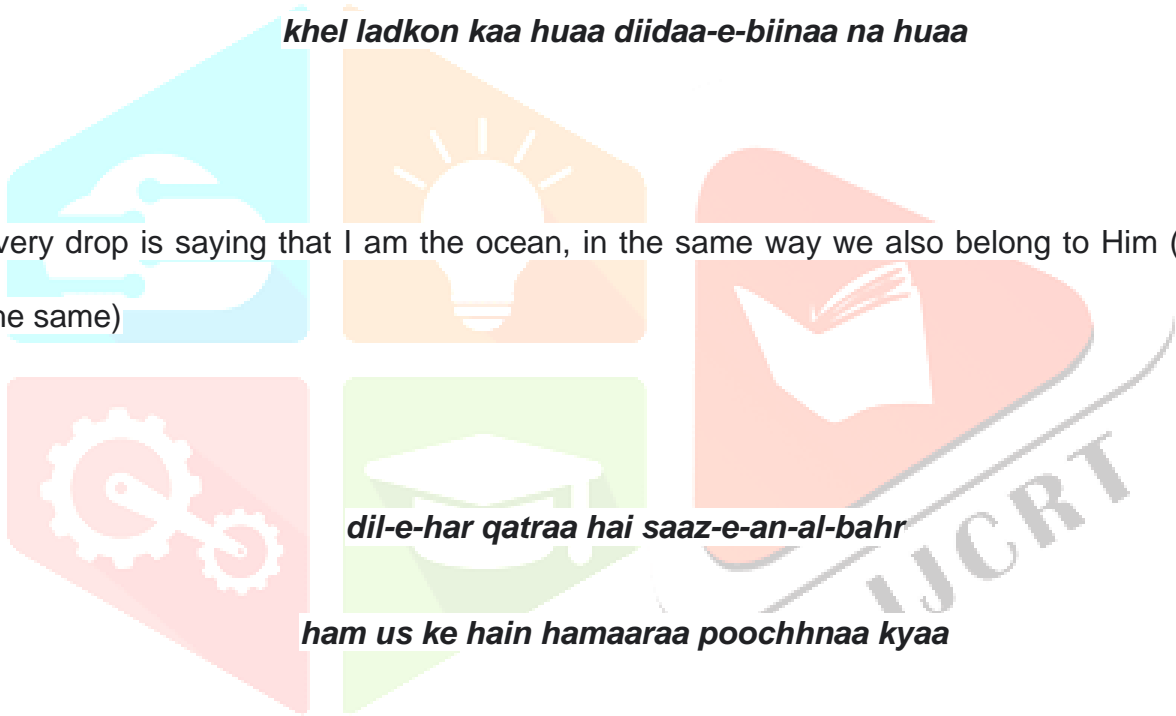 khel ladkon kaa huaa diidaa-e-biinaa na huaa
very drop is saying that I am the ocean, in the same way we also belong to Him (
he same)
dil-e-har qatraa hai saaz-e-an-al-bahr
IJCRT
ham us ke hain hamaaraa poochhnaa kyaa